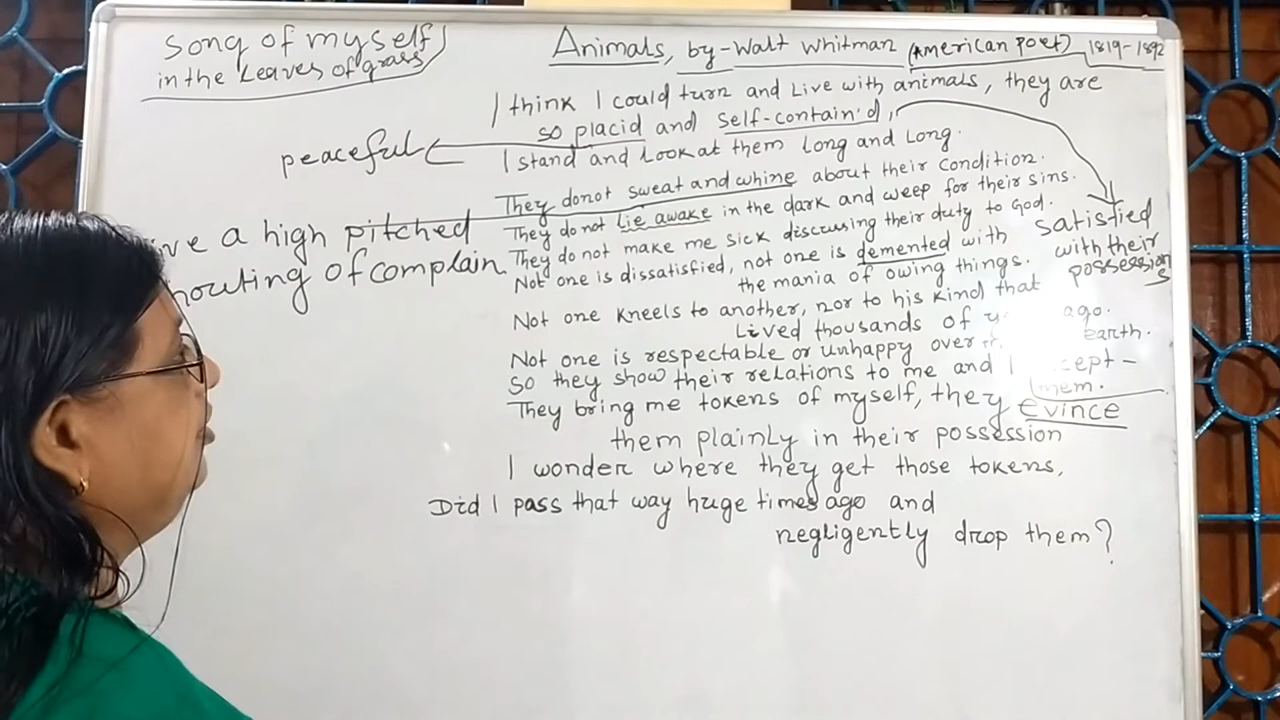 Song of myself
in the Leaves of grass
Animals, by-Walt Whitman (American Poet) 1819-1892
I think I could turn and Live with animals, they are
so placid and self-contain'd,
peaceful
I stand and look at them long and long.
They donot sweat and whine about their condition.
They do not lie awake in the dark and weep for their sins.
They do not make me sick discussing their duty to God.
Not one is dissatisfied, not one is demented with
the mania of owing things.
satisfied
with their
possessions
a high pitched
of complain
Not one kneels to another, nor to his kind that
Lived thousands of ago.
Not one is respectable or unhappy over earth.
So they show their relations to me and I
them.
They bring me tokens of myself, they evince
them plainly in their possession
I wonder where they get those tokens,
Did I pass that way huge times ago and
negligently drop them?